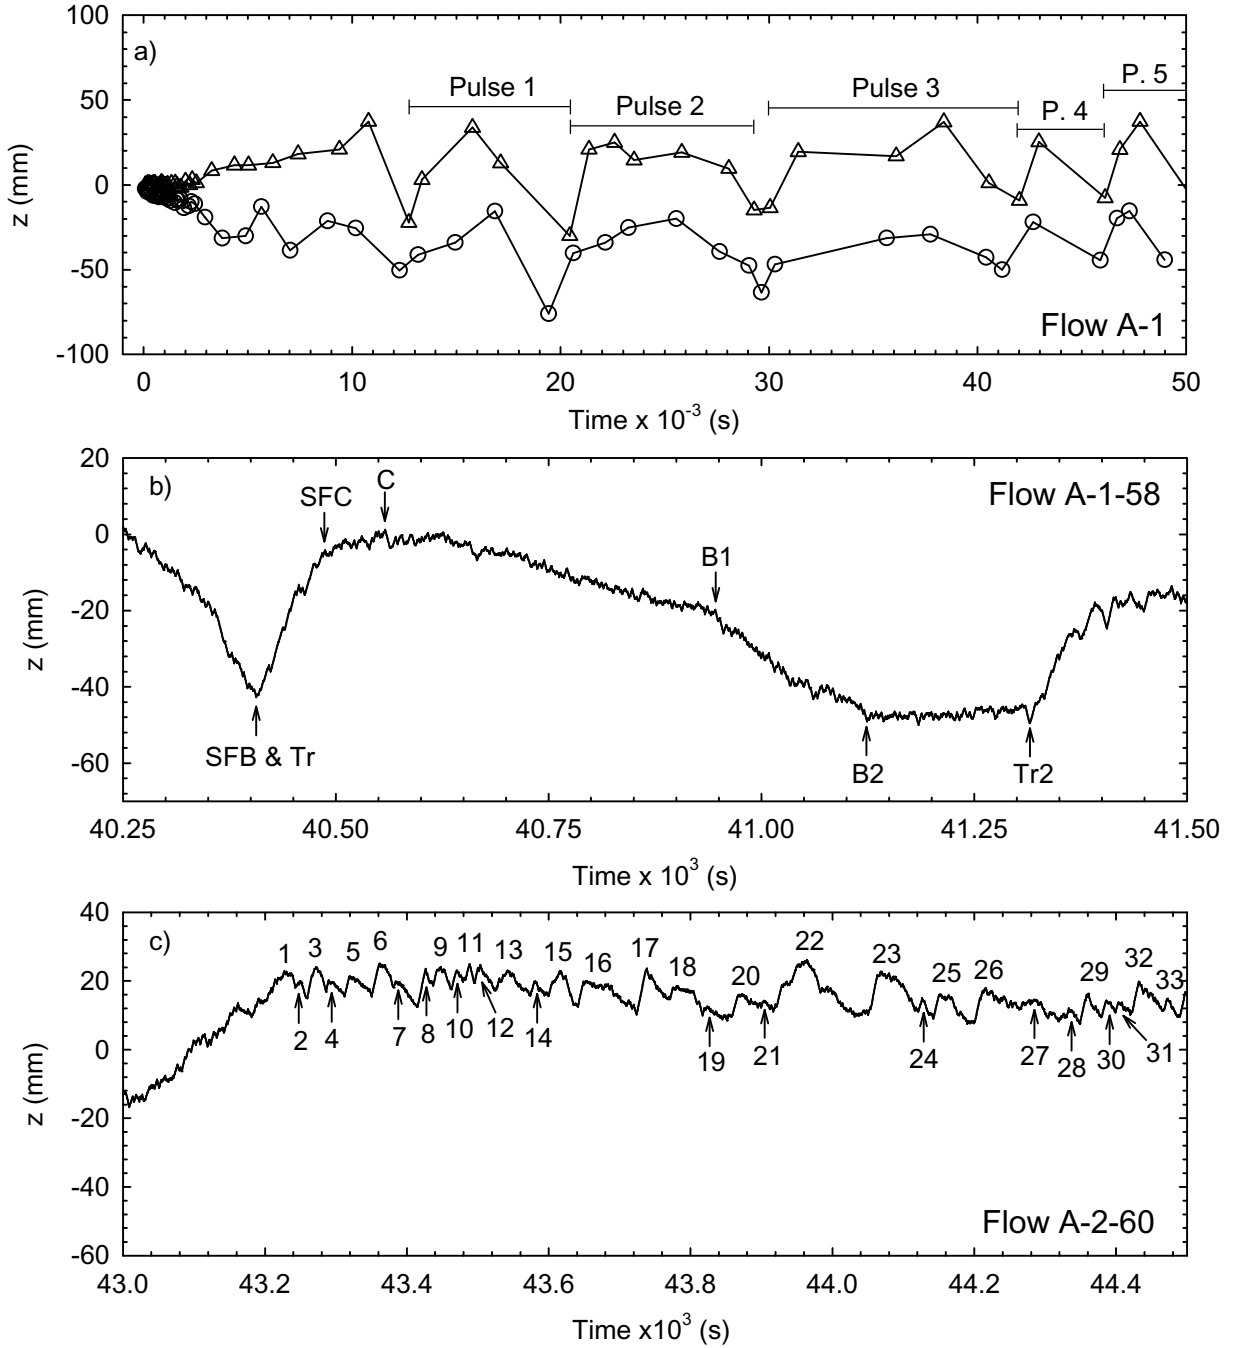 100
a)
P. 5
Pulse 1
50
Pulse 3
Pulse 2
P. 4
0
z (mm)
-50
Flow A-1
-100
0 10 20 30 40 50
Time x 10⁻³ (s)
20
b)
C
SFC
Flow A-1-58
0
B1
-20
z (mm)
-40
SFB & Tr
-60
B2
Tr2
40.25 40.50 40.75 41.00 41.25 41.50
Time x 10³ (s)
40
c)
1 3 5 6 9 11 13 15 16 17 18 20 22 23 25 26 29 32 33
20
2 4 7 8 10 12 14 19 21 24 27 28 30 31
0
z (mm)
-20
-40
Flow A-2-60
-60
43.0 43.2 43.4 43.6 43.8 44.0 44.2 44.4
Time x10³ (s)